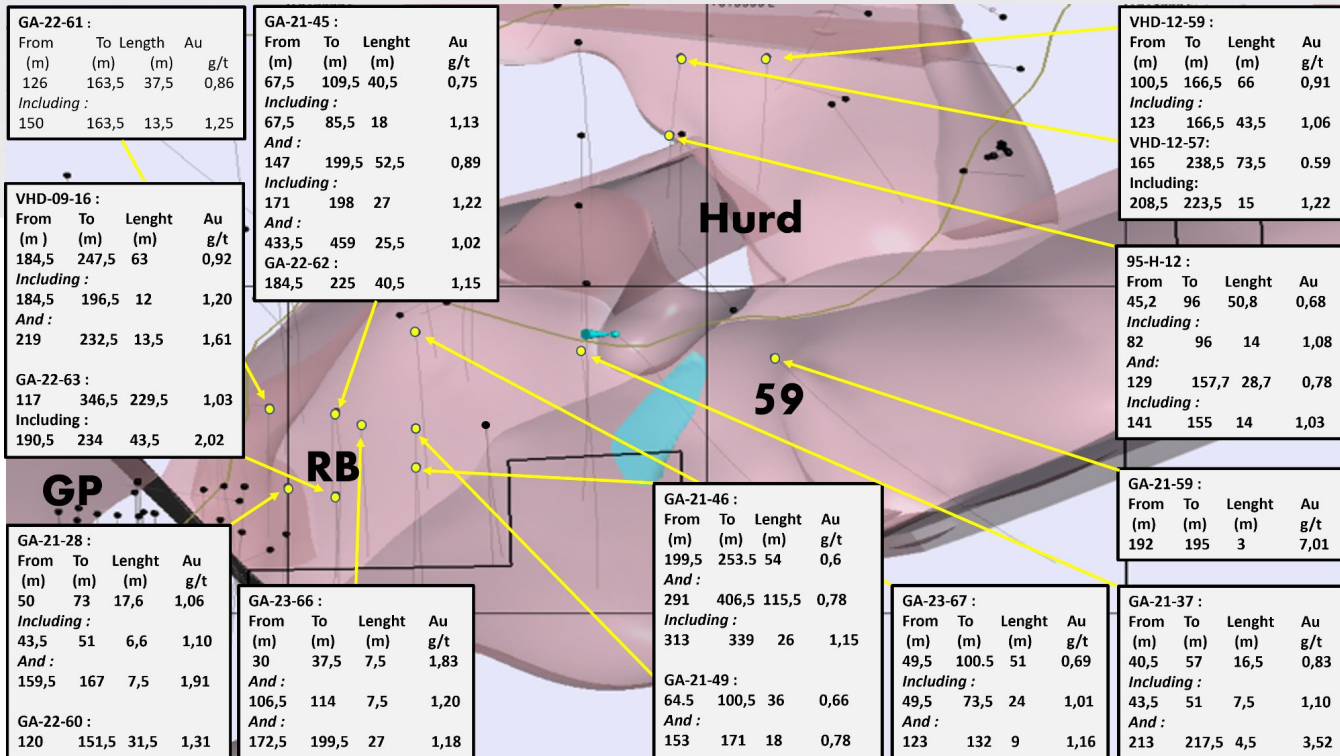 GA-22-61 :
From To Length Au
(m) (m) (m) g/t
126 163,5 37,5 0,86
Including :
150 163,5 13,5 1,25
VHD-09-16 :
From To Lenght Au
(m ) (m) (m) g/t
184,5 247,5 63 0,92
Including :
184,5 196,5 12 1,20
And :
219 232,5 13,5 1,61
GA-22-63 :
117 346,5 229,5 1,03
Including :
190,5 234 43,5 2,02
GA-21-45 :
From To Lenght Au
(m) (m) (m) g/t
67,5 109,5 40,5 0,75
Including :
67,5 85,5 18 1,13
And :
147 199,5 52,5 0,89
Including :
171 198 27 1,22
And :
433,5 459 25,5 1,02
GA-22-62 :
184,5 225 40,5 1,15
VHD-12-59 :
From To Lenght Au
(m) (m) (m) g/t
100,5 166,5 66 0,91
Including :
123 166,5 43,5 1,06
VHD-12-57:
165 238,5 73,5 0.59
Including:
208,5 223,5 15 1,22
Hurd
95-H-12 :
From To Lenght Au
(m) (m) (m) g/t
45,2 96 50,8 0,68
Including :
82 96 14 1,08
And:
129 157,7 28,7 0,78
Including :
141 155 14 1,03
59
RB
GP
GA-21-59 :
From To Lenght Au
(m) (m) (m) g/t
192 195 3 7,01
GA-21-28 :
From To Lenght Au
(m) (m) (m) g/t
50 73 17,6 1,06
Including :
43,5 51 6,6 1,10
And :
159,5 167 7,5 1,91
GA-22-60 :
120 151,5 31,5 1,31
GA-23-66 :
From To Lenght Au
(m) (m) (m) g/t
30 37,5 7,5 1,83
And :
106,5 114 7,5 1,20
And :
172,5 199,5 27 1,18
GA-21-46 :
From To Lenght Au
(m) (m) (m) g/t
199,5 253.5 54 0,6
And :
291 406,5 115,5 0,78
Including :
313 339 26 1,15
GA-21-49 :
64.5 100,5 36 0,66
And :
153 171 18 0,78
GA-23-67 :
From To Lenght Au
(m) (m) (m) g/t
49,5 100.5 51 0,69
Including :
49,5 73,5 24 1,01
And :
123 132 9 1,16
GA-21-37 :
From To Lenght Au
(m) (m) (m) g/t
40,5 57 16,5 0,83
Including :
43,5 51 7,5 1,10
And :
213 217,5 4,5 3,52